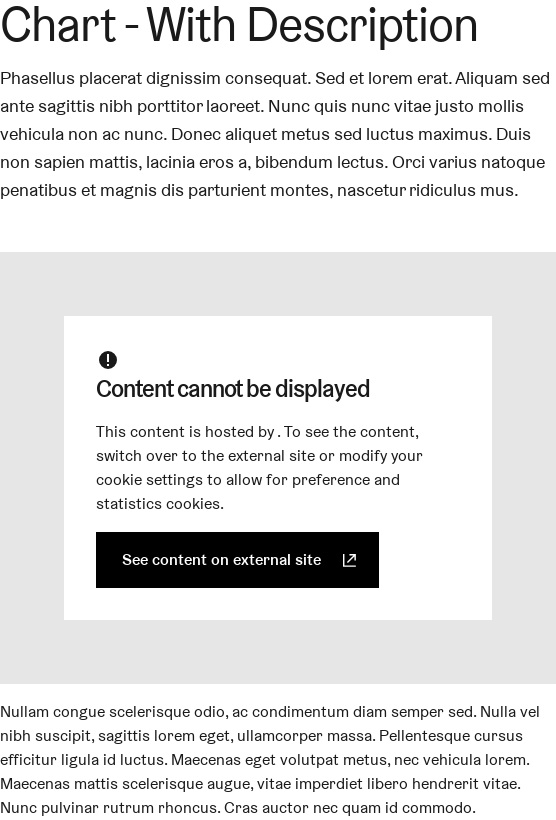 Chart - With Description
Phasellus placerat dignissim consequat. Sed et lorem erat. Aliquam sed
ante sagittis nibh porttitor laoreet. Nunc quis nunc vitae justo mollis
vehicula non ac nunc. Donec aliquet metus sed luctus maximus. Duis
non sapien mattis, lacinia eros a, bibendum lectus. Orci varius natoque
penatibus et magnis dis parturient montes, nascetur ridiculus mus.
Content cannot be displayed
This content is hosted by . To see the content,
switch over to the external site or modify your
cookie settings to allow for preference and
statistics cookies.
See content on external site
Nullam congue scelerisque odio, ac condimentum diam semper sed. Nulla vel
nibh suscipit, sagittis lorem eget, ullamcorper massa. Pellentesque cursus
efficitur ligula id luctus. Maecenas eget volutpat metus, nec vehicula lorem.
Maecenas mattis scelerisque augue, vitae imperdiet libero hendrerit vitae.
Nunc pulvinar rutrum rhoncus. Cras auctor nec quam id commodo.